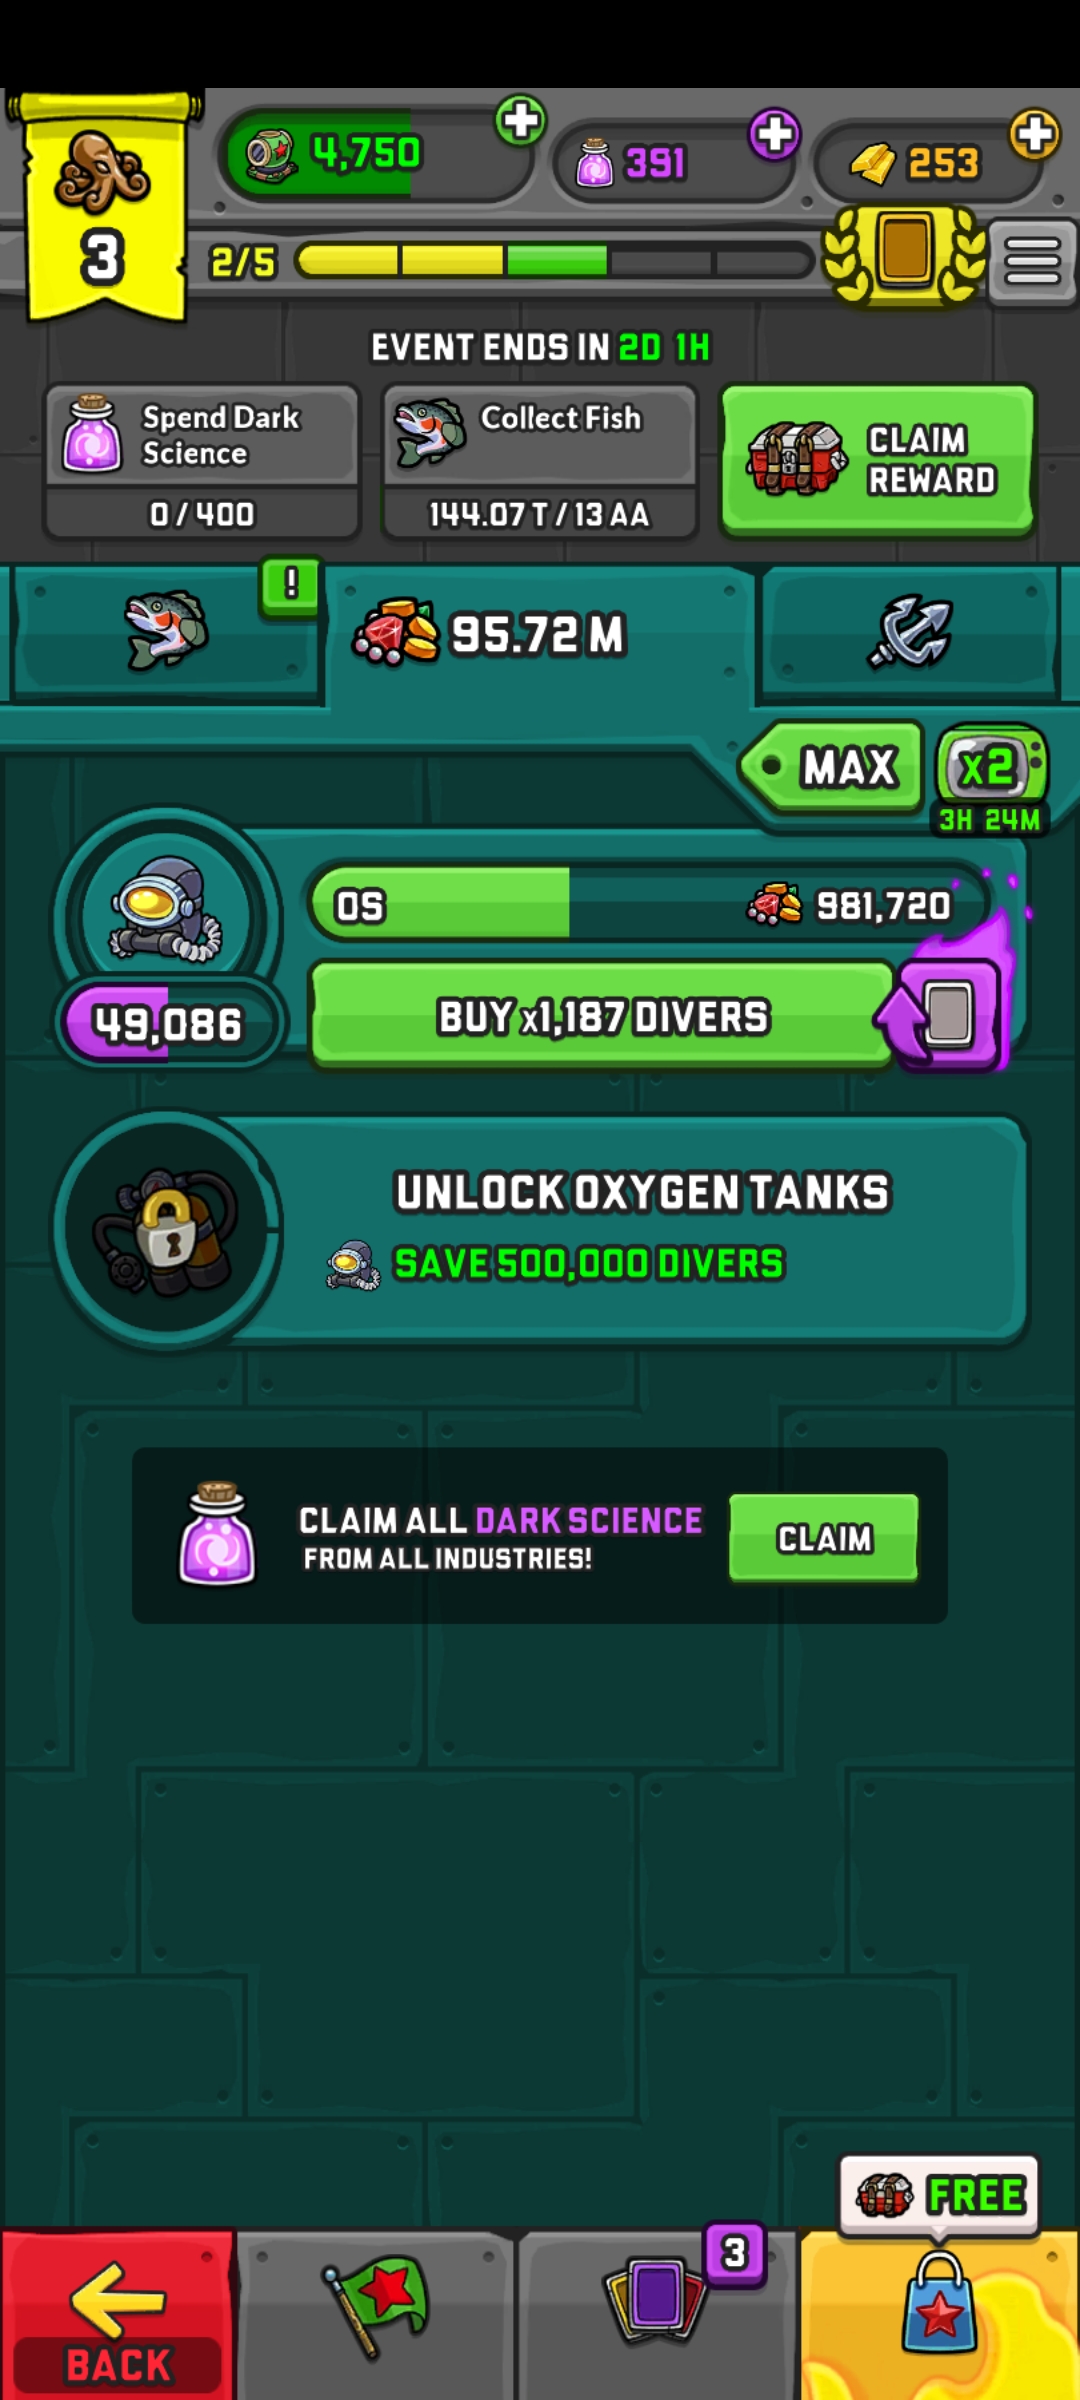 4,750
391
253
3
2/5
EVENT ENDS IN 2D 1H
Spend Dark
Science
0 / 400
Collect Fish
144.07 T / 13 AA
CLAIM
REWARD
!
95.72 M
MAX
x2
3H 24M
0S
981,720
49,086
BUY x1,187 DIVERS
UNLOCK OXYGEN TANKS
SAVE 500,000 DIVERS
CLAIM ALL DARK SCIENCE
FROM ALL INDUSTRIES!
CLAIM
FREE
3
BACK